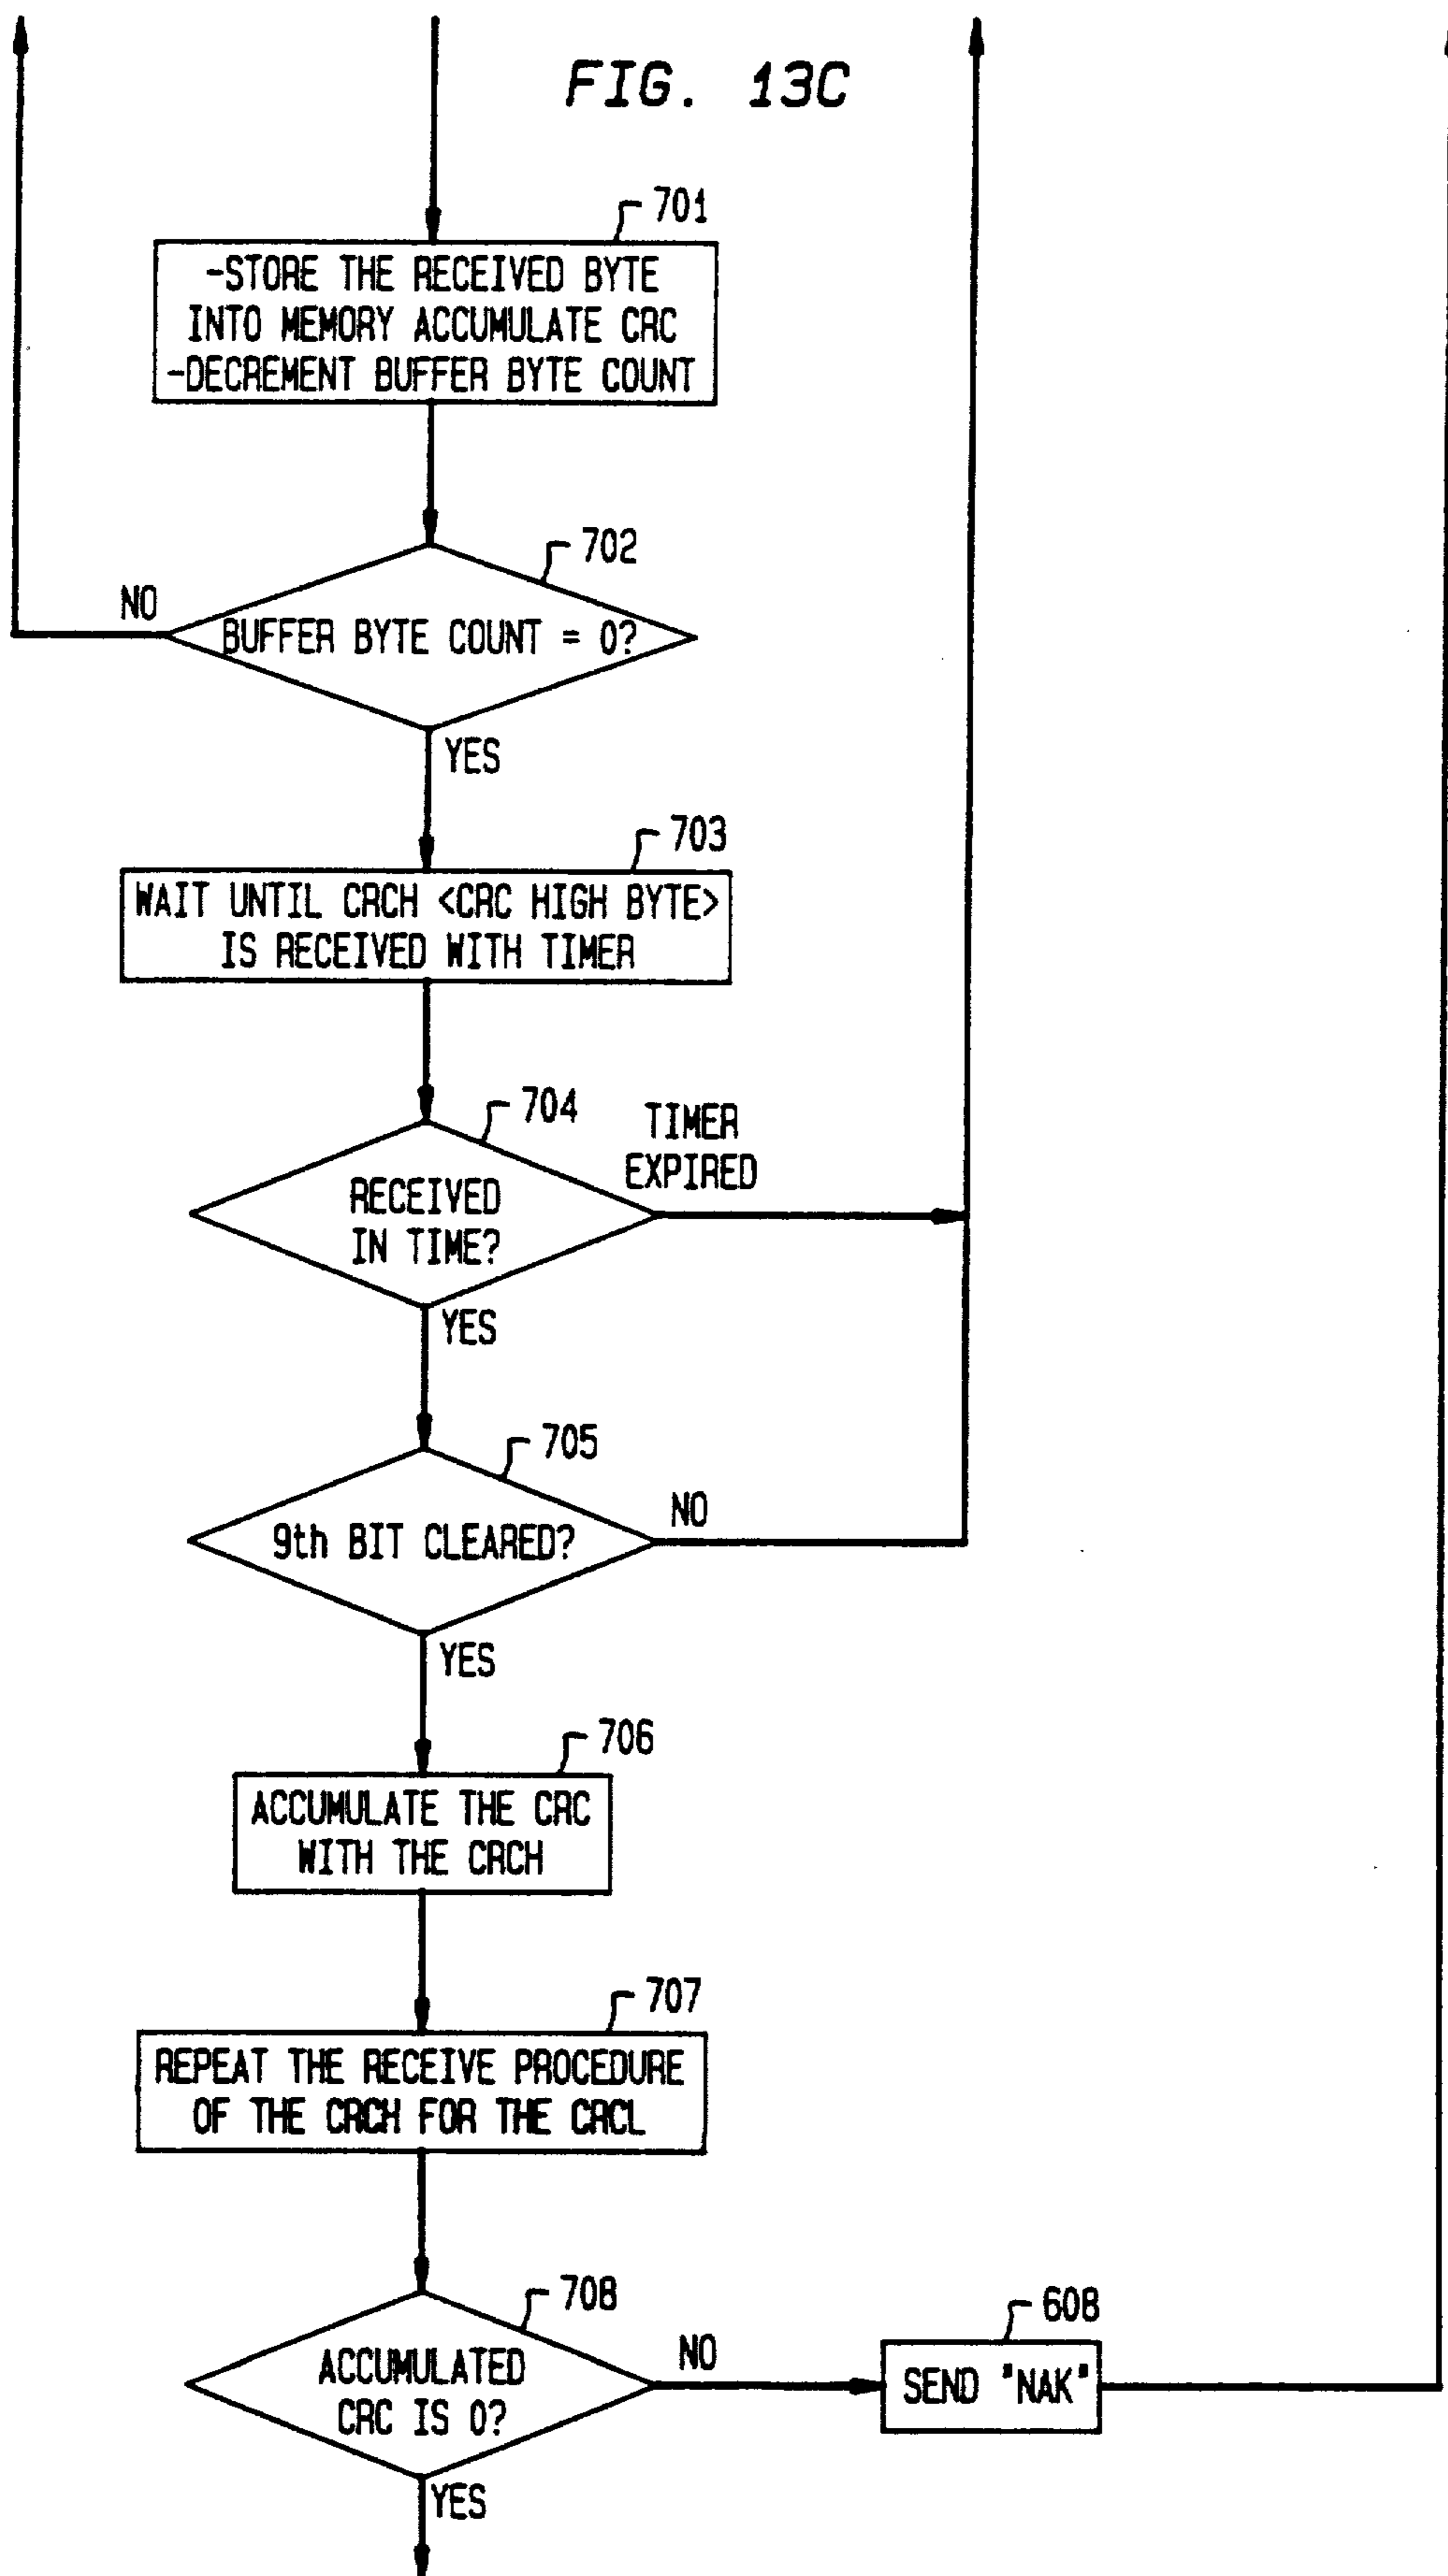 FIG. 13C
701
-STORE THE RECEIVED BYTE
INTO MEMORY ACCUMULATE CRC
-DECREMENT BUFFER BYTE COUNT
702
NO
BUFFER BYTE COUNT = 0?
YES
703
WAIT UNTIL CRCH <CRC HIGH BYTE>
IS RECEIVED WITH TIMER
704
TIMER
EXPIRED
RECEIVED
IN TIME?
YES
705
NO
9th BIT CLEARED?
YES
706
ACCUMULATE THE CRC
WITH THE CRCH
707
REPEAT THE RECEIVE PROCEDURE
OF THE CRCH FOR THE CRCL
708
NO
608
ACCUMULATED
CRC IS 0?
SEND "NAK"
YES